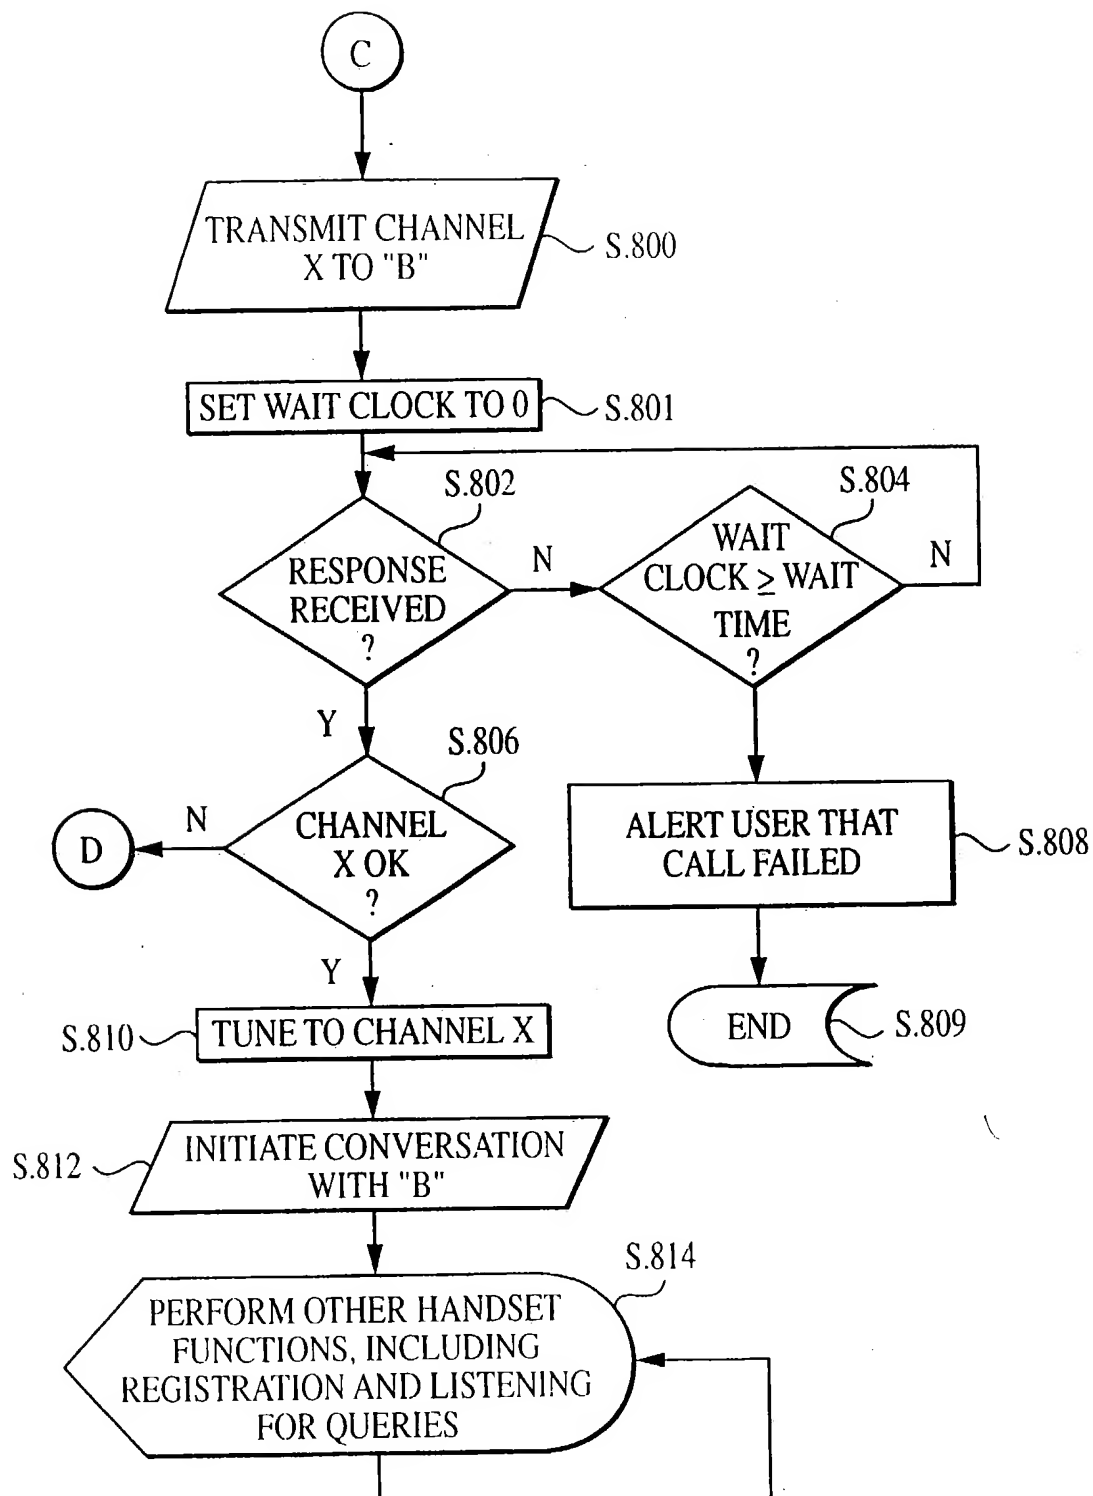 C
TRANSMIT CHANNEL
X TO "B"
S.800
SET WAIT CLOCK TO 0
S.801
S.802
RESPONSE
RECEIVED
?
N
S.804
WAIT
CLOCK ≥ WAIT
TIME
?
N
Y
S.806
CHANNEL
X OK
?
N
D
ALERT USER THAT
CALL FAILED
S.808
Y
END
S.809
S.810
TUNE TO CHANNEL X
S.812
INITIATE CONVERSATION
WITH "B"
S.814
PERFORM OTHER HANDSET
FUNCTIONS, INCLUDING
REGISTRATION AND LISTENING
FOR QUERIES